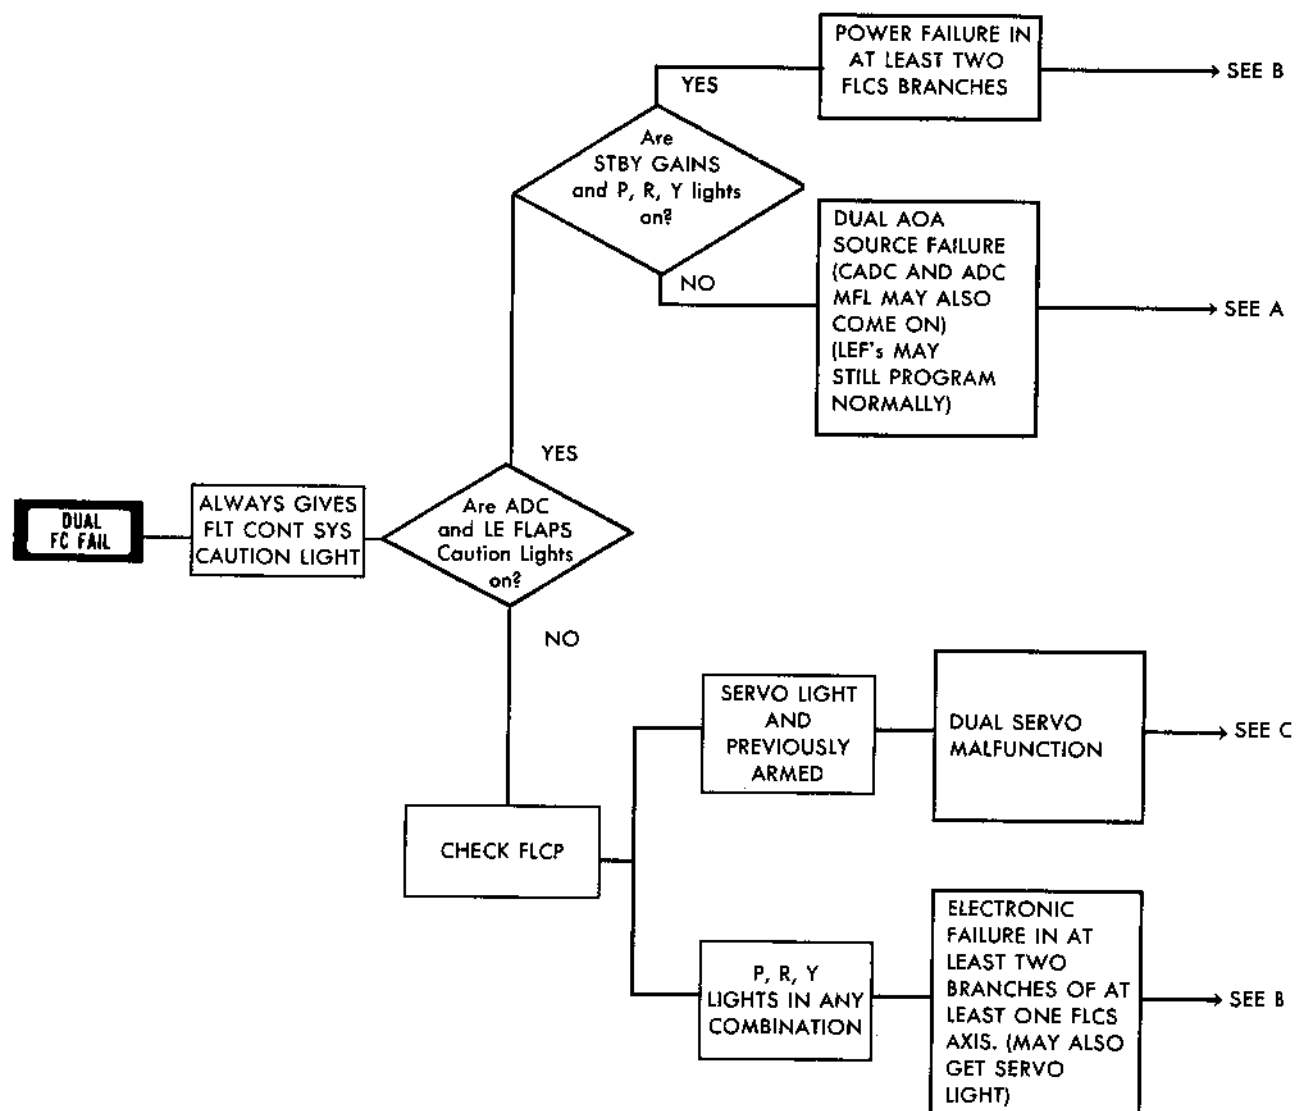 POWER FAILURE IN
AT LEAST TWO
FLCS BRANCHES
SEE B
YES
Are
STBY GAINS
and P, R, Y lights
on?
NO
DUAL AOA
SOURCE FAILURE
(CADC AND ADC
MFL MAY ALSO
COME ON)
(LEF's MAY
STILL PROGRAM
NORMALLY)
SEE A
YES
DUAL
FC FAIL
ALWAYS GIVES
FLT CONT SYS
CAUTION LIGHT
Are ADC
and LE FLAPS
Caution Lights
on?
NO
SERVO LIGHT
AND
PREVIOUSLY
ARMED
DUAL SERVO
MALFUNCTION
SEE C
CHECK FLCP
P, R, Y
LIGHTS IN ANY
COMBINATION
ELECTRONIC
FAILURE IN AT
LEAST TWO
BRANCHES OF AT
LEAST ONE FLCS
AXIS. (MAY ALSO
GET SERVO
LIGHT)
SEE B